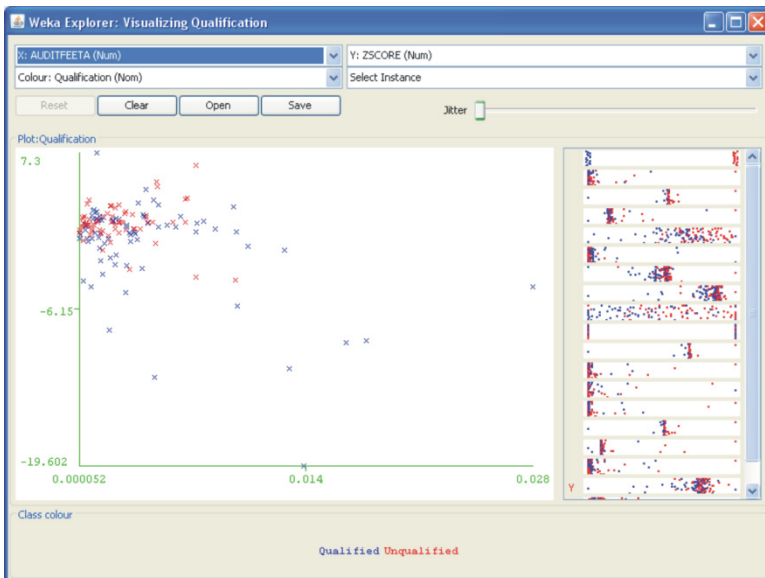 Weka Explorer: Visualizing Qualification
X: AUDITFEETA (Num)
Y: ZSCORE (Num)
Colour: Qualification (Nom)
Select Instance
Reset
Clear
Open
Save
Jitter
Plot:Qualification
7.3
-6.15
-19.602
0.000052
0.014
0.028
Y
Class colour
Qualified Unqualified